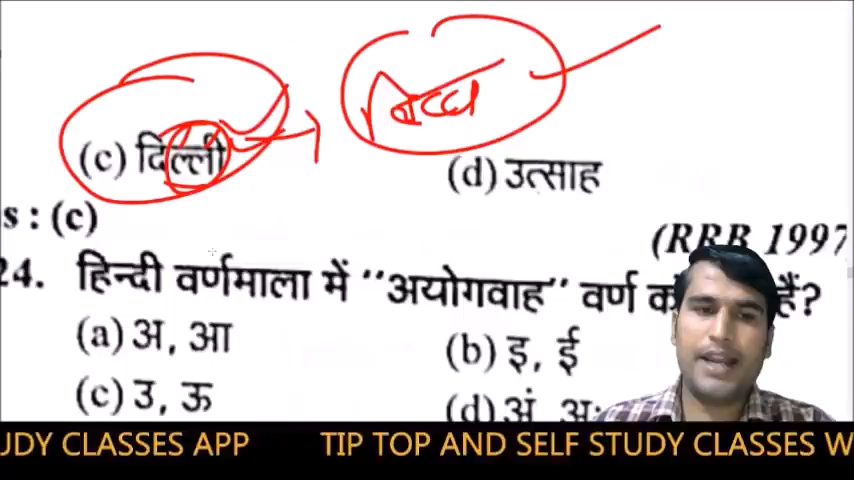 (c) दिल्ली
(d) उत्साह
s : (c)
(RRB 1997
24. हिन्दी वर्णमाला में ''अयोगवाह'' वर्ण हैं?
(a) अ, आ
(b) इ, ई
(c) उ, ऊ
(d) अं, अः
UDY CLASSES APP TIP TOP AND SELF STUDY CLASSES W